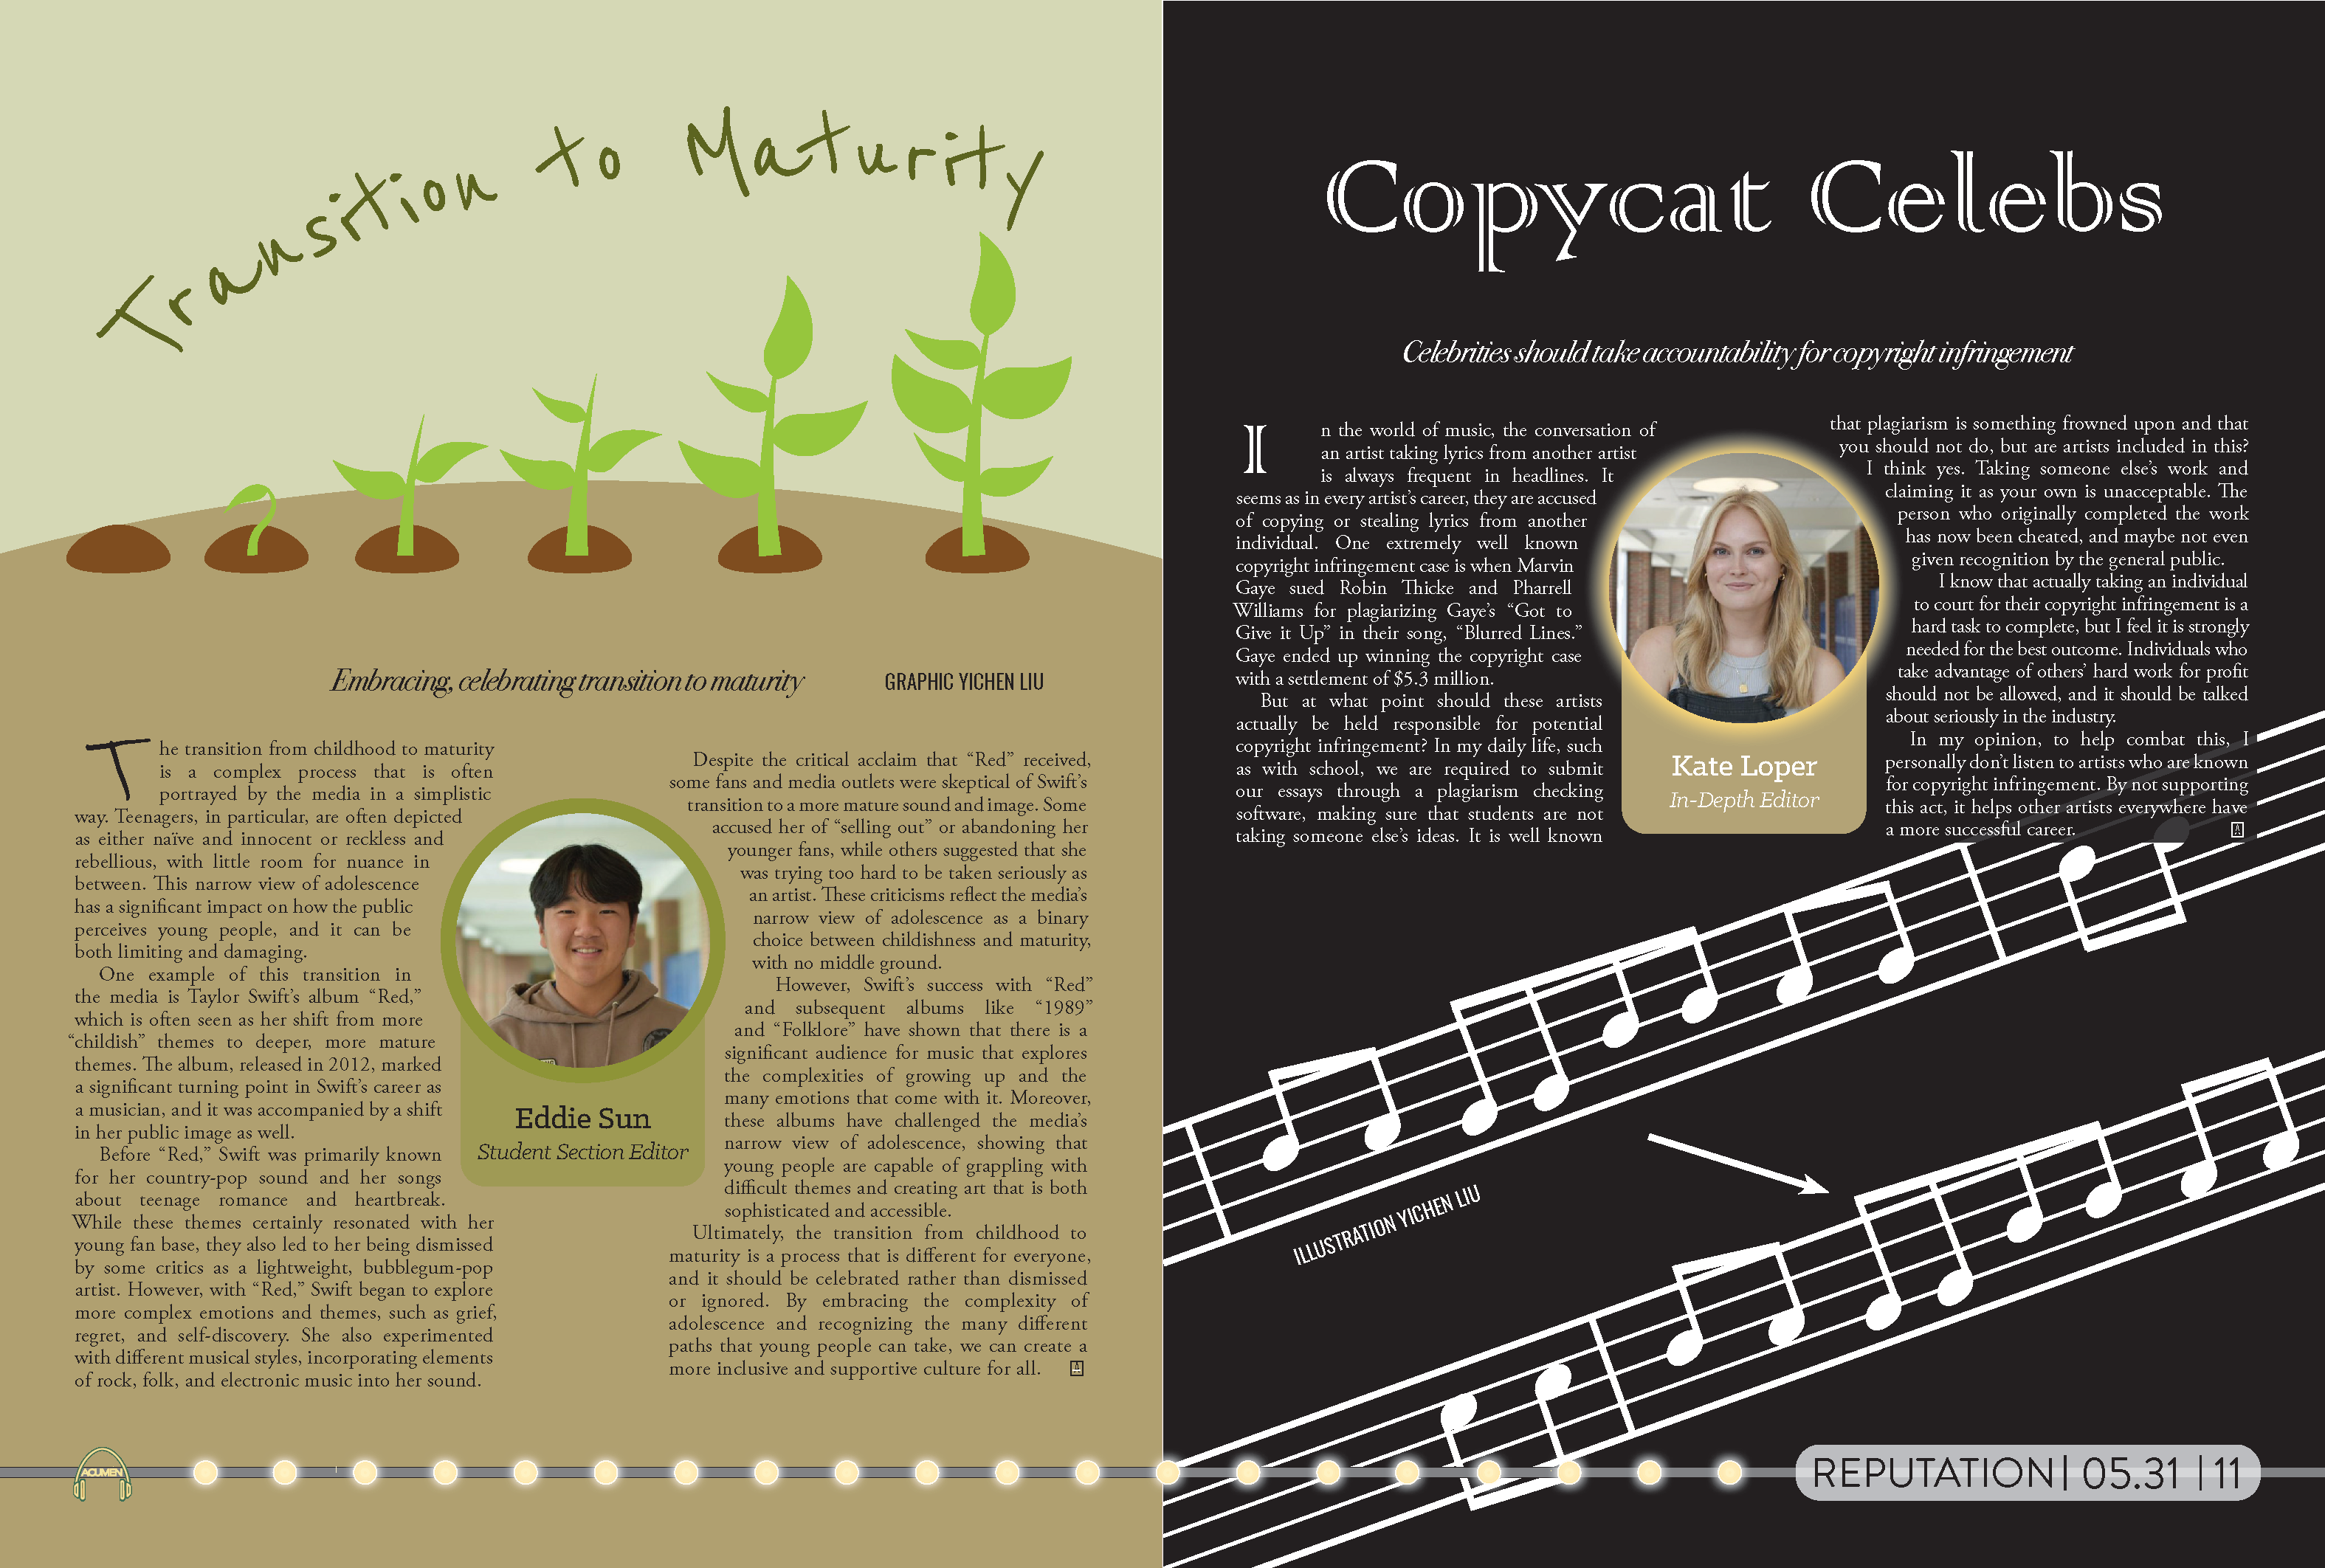 Transition to Maturity
Embracing, celebrating transition to maturity
GRAPHIC YICHEN LIU
The transition from childhood to maturity
is a complex process that is often
portrayed by the media in a simplistic
way. Teenagers, in particular, are often depicted
as either naïve and innocent or reckless and
rebellious, with little room for nuance in
between. This narrow view of adolescence
has a significant impact on how the public
perceives young people, and it can be
both limiting and damaging.
One example of this transition in
the media is Taylor Swift's album “Red,”
which is often seen as her shift from more
“childish” themes to deeper, more mature
themes. The album, released in 2012, marked
a significant turning point in Swift's career as
a musician, and it was accompanied by a shift
in her public image as well.
Before “Red,” Swift was primarily known
for her country-pop sound and her songs
about teenage romance and heartbreak.
While these themes certainly resonated with her
young fan base, they also led to her being dismissed
by some critics as a lightweight, bubblegum-pop
artist. However, with “Red,” Swift began to explore
more complex emotions and themes, such as grief,
regret, and self-discovery. She also experimented
with different musical styles, incorporating elements
of rock, folk, and electronic music into her sound.
Eddie Sun
Student Section Editor
Despite the critical acclaim that “Red” received,
some fans and media outlets were skeptical of Swift's
transition to a more mature sound and image. Some
accused her of “selling out” or abandoning her
younger fans, while others suggested that she
was trying too hard to be taken seriously as
an artist. These criticisms reflect the media's
narrow view of adolescence as a binary
choice between childishness and maturity,
with no middle ground.
However, Swift's success with “Red”
and subsequent albums like “1989”
and “Folklore” have shown that there is a
significant audience for music that explores
the complexities of growing up and the
many emotions that come with it. Moreover,
these albums have challenged the media's
narrow view of adolescence, showing that
young people are capable of grappling with
difficult themes and creating art that is both
sophisticated and accessible.
Ultimately, the transition from childhood to
maturity is a process that is different for everyone,
and it should be celebrated rather than dismissed
or ignored. By embracing the complexity of
adolescence and recognizing the many different
paths that young people can take, we can create a
more inclusive and supportive culture for all. A
ACUMEN
Copycat Celebs
Celebrities should take accountability for copyright infringement
In the world of music, the conversation of
an artist taking lyrics from another artist
is always frequent in headlines. It
seems as in every artist's career, they are accused
of copying or stealing lyrics from another
individual. One extremely well known
copyright infringement case is when Marvin
Gaye sued Robin Thicke and Pharrell
Williams for plagiarizing Gaye's “Got to
Give it Up” in their song, “Blurred Lines.”
Gaye ended up winning the copyright case
with a settlement of $5.3 million.
But at what point should these artists
actually be held responsible for potential
copyright infringement? In my daily life, such
as with school, we are required to submit
our essays through a plagiarism checking
software, making sure that students are not
taking someone else's ideas. It is well known
Kate Loper
In-Depth Editor
that plagiarism is something frowned upon and that
you should not do, but are artists included in this?
I think yes. Taking someone else's work and
claiming it as your own is unacceptable. The
person who originally completed the work
has now been cheated, and maybe not even
given recognition by the general public.
I know that actually taking an individual
to court for their copyright infringement is a
hard task to complete, but I feel it is strongly
needed for the best outcome. Individuals who
take advantage of others' hard work for profit
should not be allowed, and it should be talked
about seriously in the industry.
In my opinion, to help combat this, I
personally don't listen to artists who are known
for copyright infringement. By not supporting
this act, it helps other artists everywhere have
a more successful career. A
ILLUSTRATION YICHEN LIU
REPUTATION | 05.31 | 11